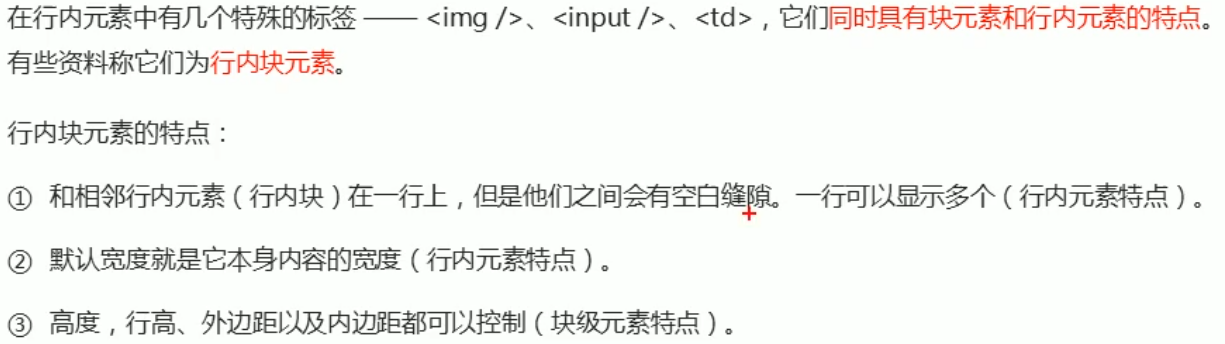 在行内元素中有几个特殊的标签 —— <img />、<input />、<td>，它们同时具有块元素和行内元素的特点。
有些资料称它们为行内块元素。
行内块元素的特点：
① 和相邻行内元素（行内块）在一行上，但是他们之间会有空白缝隙。一行可以显示多个（行内元素特点）。
② 默认宽度就是它本身内容的宽度（行内元素特点）。
③ 高度，行高、外边距以及内边距都可以控制（块级元素特点）。